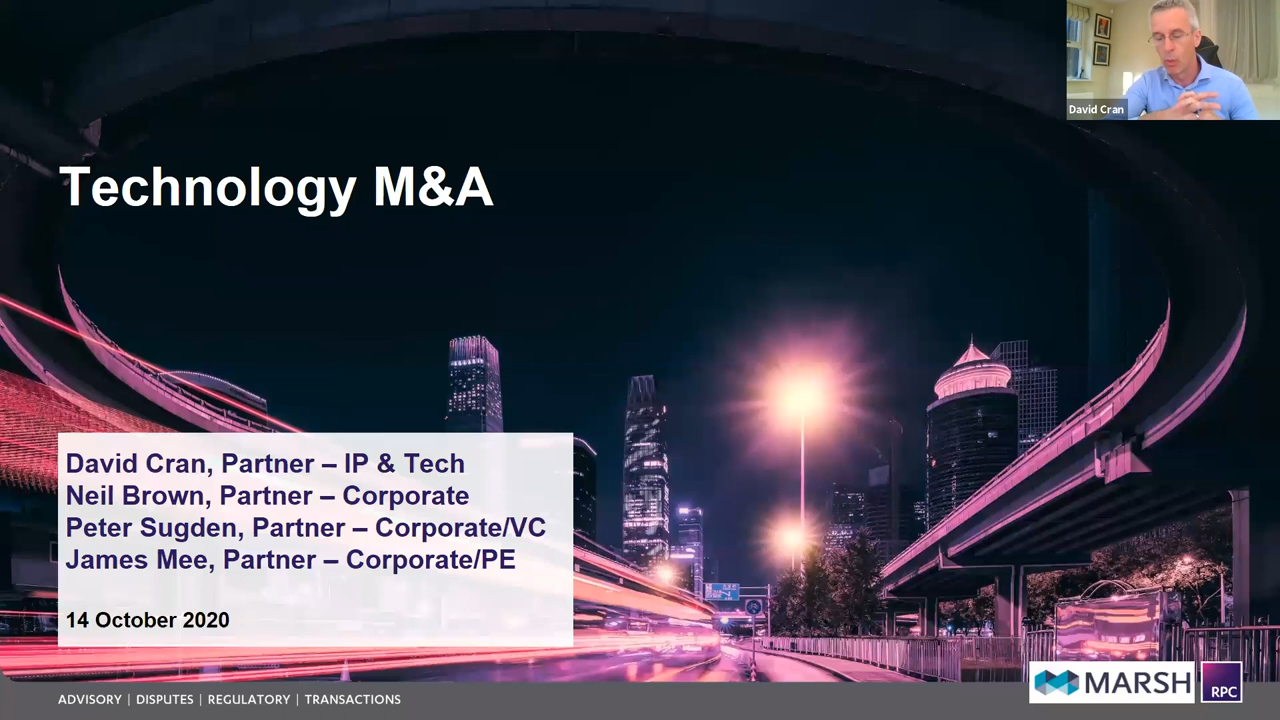 David Cran
Technology M&A
David Cran, Partner – IP & Tech
Neil Brown, Partner – Corporate
Peter Sugden, Partner – Corporate/VC
James Mee, Partner – Corporate/PE
14 October 2020
ADVISORY | DISPUTES | REGULATORY | TRANSACTIONS
MARSH
RPC